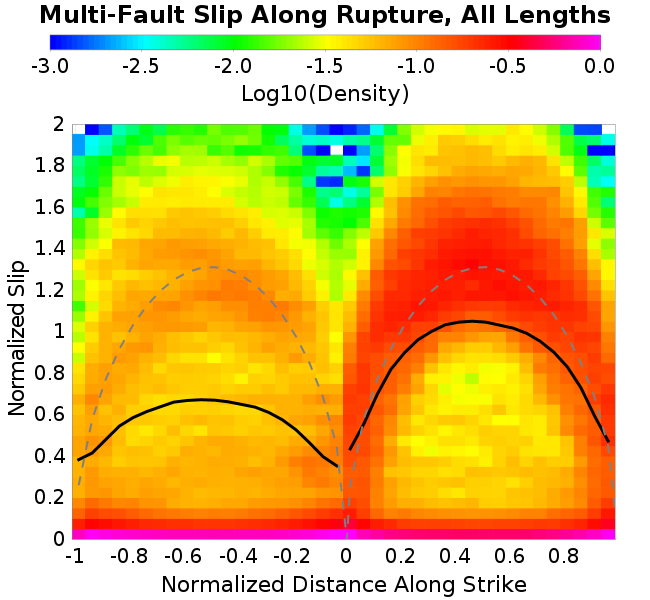 Multi-Fault Slip Along Rupture, All Lengths
-3.0 -2.5 -2.0 -1.5 -1.0 -0.5 0.0
Log10(Density)
2
1.8
1.6
1.4
1.2
1
0.8
0.6
0.4
0.2
0
Normalized Slip
-1 -0.8 -0.6 -0.4 -0.2 0 0.2 0.4 0.6 0.8
Normalized Distance Along Strike